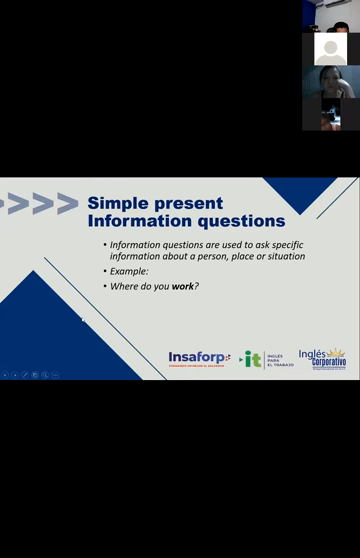 Simple present
Information questions
• Information questions are used to ask specific
information about a person, place or situation
• Example:
• Where do you work?
Insaforp
it
INGLÉS
PARA
EL TRABAJO
Inglés
Corporativo